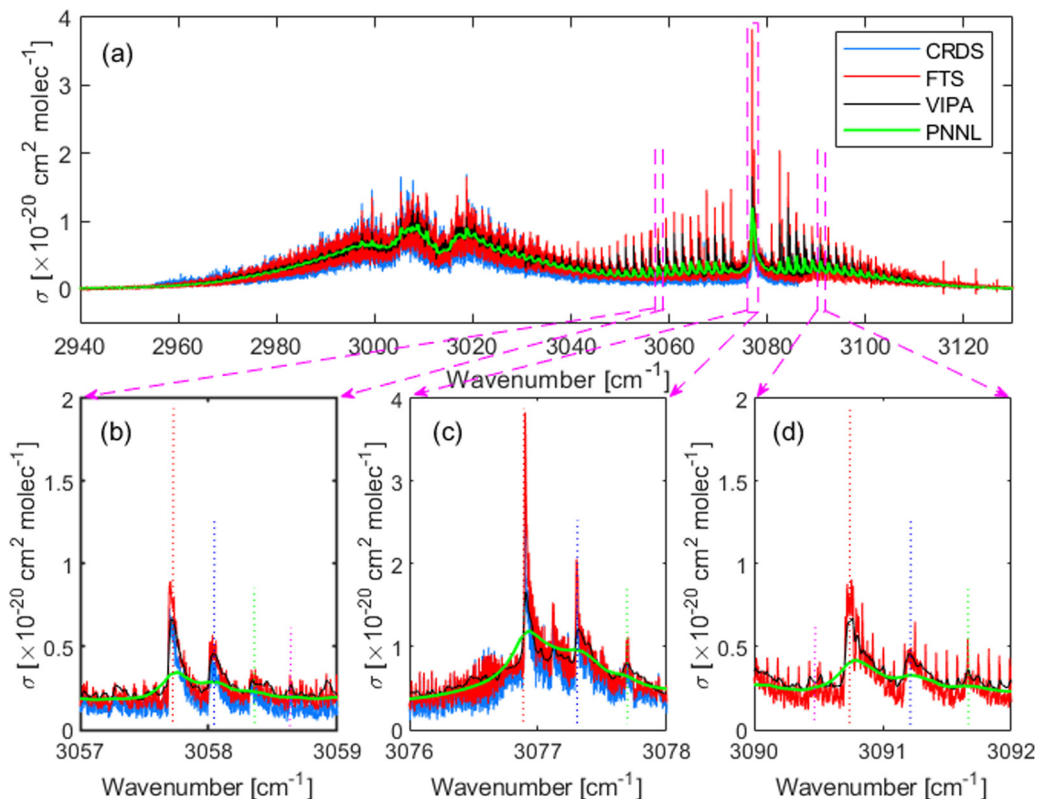 (a)
CRDS
FTS
VIPA
PNNL
σ [×10⁻²⁰ cm² molec⁻¹]
4
3
2
1
0
2940 2960 2980 3000 3020 3040 3060 3080 3100 3120
Wavenumber [cm⁻¹]
(b)
σ [×10⁻²⁰ cm² molec⁻¹]
2
1.5
1
0.5
0
3057 3058 3059
Wavenumber [cm⁻¹]
(c)
σ [×10⁻²⁰ cm² molec⁻¹]
4
3
2
1
0
3076 3077 3078
Wavenumber [cm⁻¹]
(d)
σ [×10⁻²⁰ cm² molec⁻¹]
2
1.5
1
0.5
0
3090 3091 3092
Wavenumber [cm⁻¹]